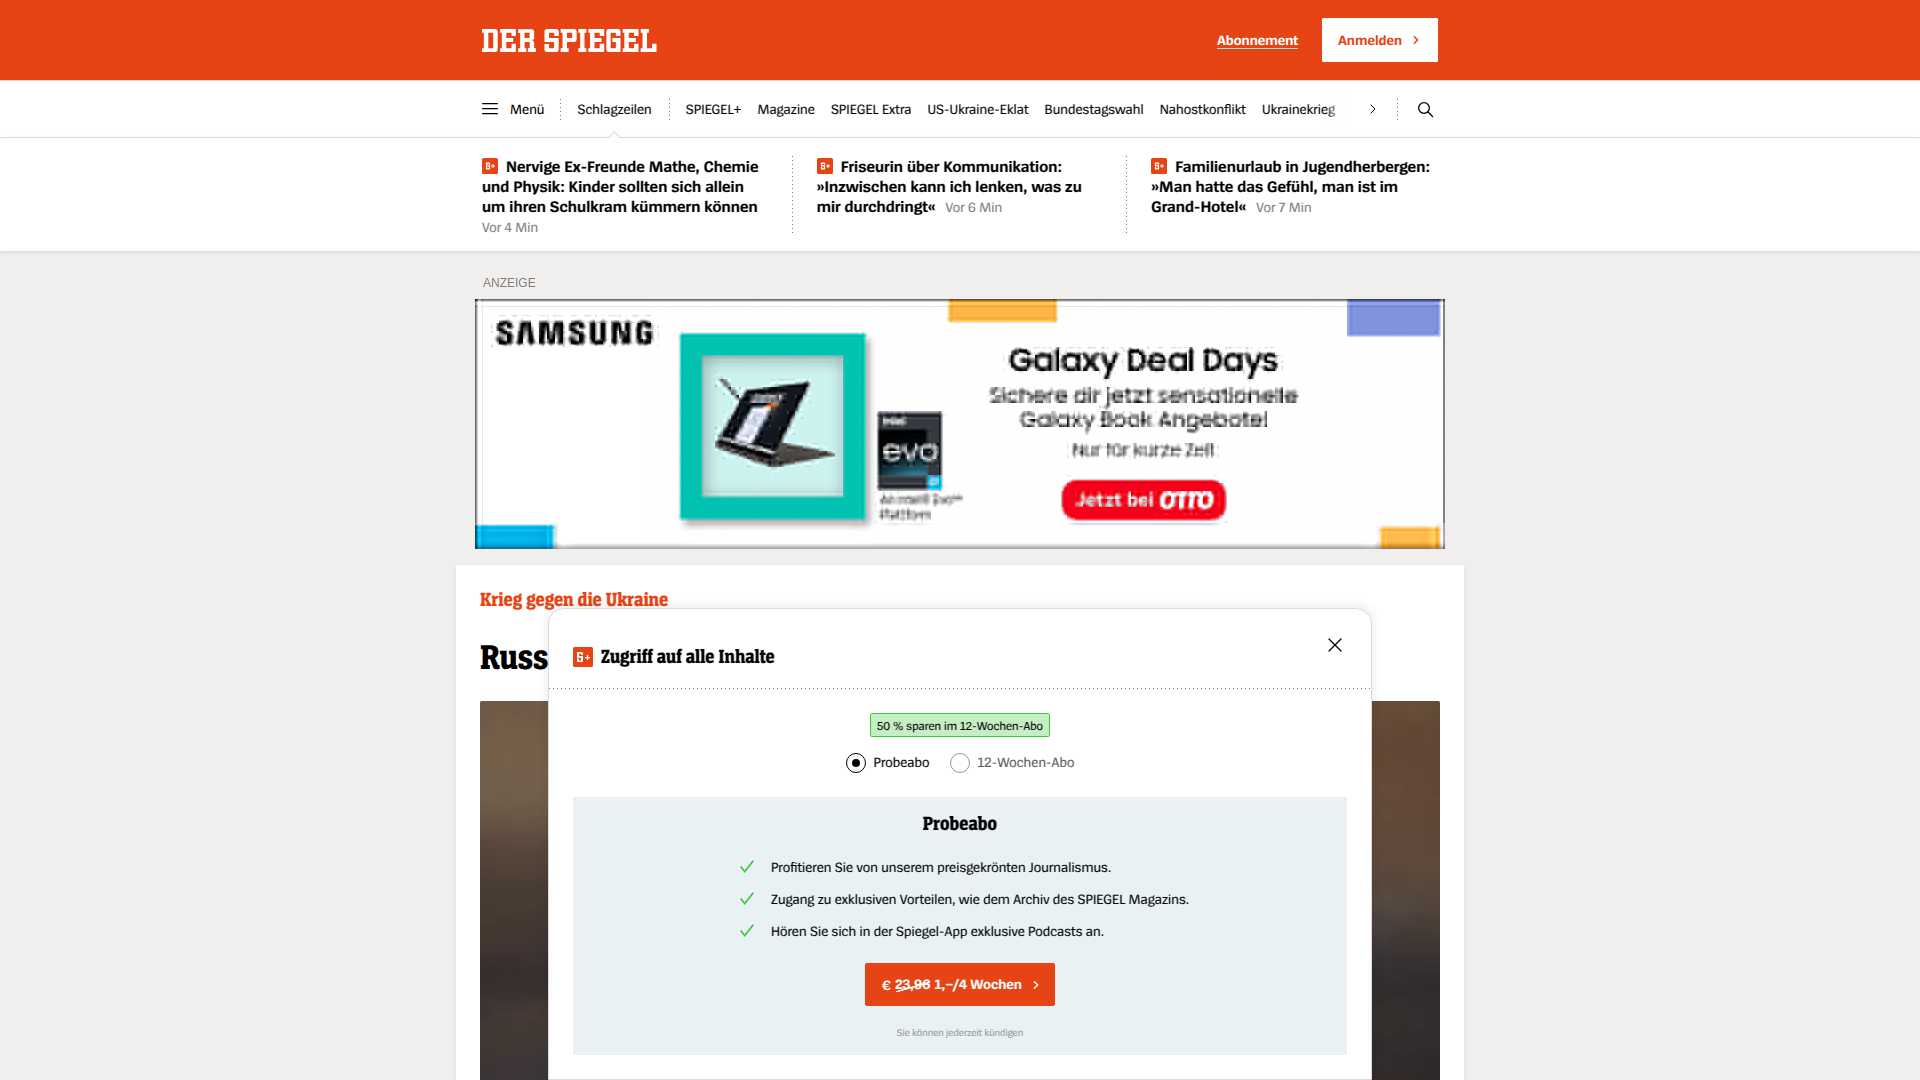 DER SPIEGEL
Abonnement
Anmelden
Menü
Schlagzeilen
SPIEGEL+
Magazine
SPIEGEL Extra
US-Ukraine-Eklat
Bundestagswahl
Nahostkonflikt
Ukrainekrieg
Nervige Ex-Freunde Mathe, Chemie
und Physik: Kinder sollten sich allein
um ihren Schulkram kümmern können
Vor 4 Min
Friseurin über Kommunikation:
»Inzwischen kann ich lenken, was zu
mir durchdringt« Vor 6 Min
Familienurlaub in Jugendherbergen:
»Man hatte das Gefühl, man ist im
Grand-Hotel« Vor 7 Min
ANZEIGE
SAMSUNG
Galaxy Deal Days
Sichere dir jetzt sensationelle
Galaxy Book Angebote!
Nur für kurze Zeit
evo
Plattform
Jetzt bei OTTO
Krieg gegen die Ukraine
Russ
Zugriff auf alle Inhalte
50 % sparen im 12-Wochen-Abo
Probeabo
12-Wochen-Abo
Probeabo
Profitieren Sie von unserem preisgekrönten Journalismus.
Zugang zu exklusiven Vorteilen, wie dem Archiv des SPIEGEL Magazins.
Hören Sie sich in der Spiegel-App exklusive Podcasts an.
€ 23,96 1,–/4 Wochen
Sie können jederzeit kündigen